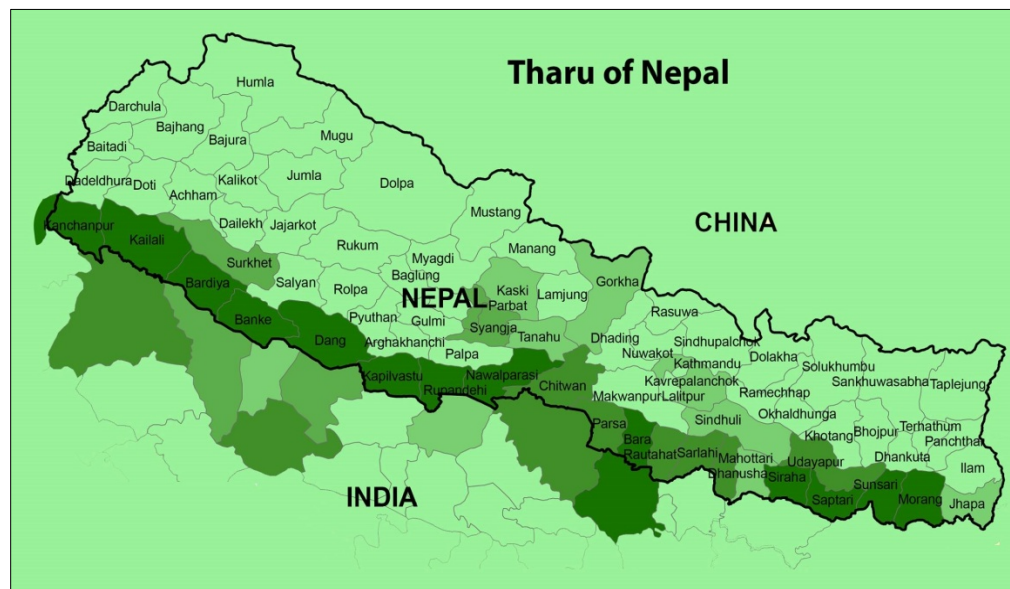 Tharu of Nepal
Humla
Darchula
Bajhang
Bajura
Mugu
Baitadi
Dadeldhura
Doti
Achham
Kalikot
Jumla
Dolpa
Mustang
CHINA
Kanchanpur
Kailali
Dailekh
Jajarkot
Rukum
Manang
Surkhet
Myagdi
Baglung
Kaski
Gorkha
Bardiya
Salyan
Rolpa
NEPAL
Parbat
Lamjung
Rasuwa
Banke
Dang
Pyuthan
Gulmi
Syangja
Tanahu
Dhading
Sindhupalchok
Arghakhanchi
Palpa
Nuwakot
Kathmandu
Dolakha
Solukhumbu
Sankhuwasabha
Taplejung
Kapilvastu
Rupandehi
Nawalparasi
Chitwan
Kavrepalanchok
Makwanpur
Lalitpur
Ramechhap
Okhaldhunga
Parsa
Bara
Sindhuli
Khotang
Bhojpur
Terhathum
Panchthar
Rautahat
Sarlahi
Mahottari
Udayapur
Dhankuta
Ilam
Dhanusha
Siraha
Saptari
Sunsari
Morang
Jhapa
INDIA